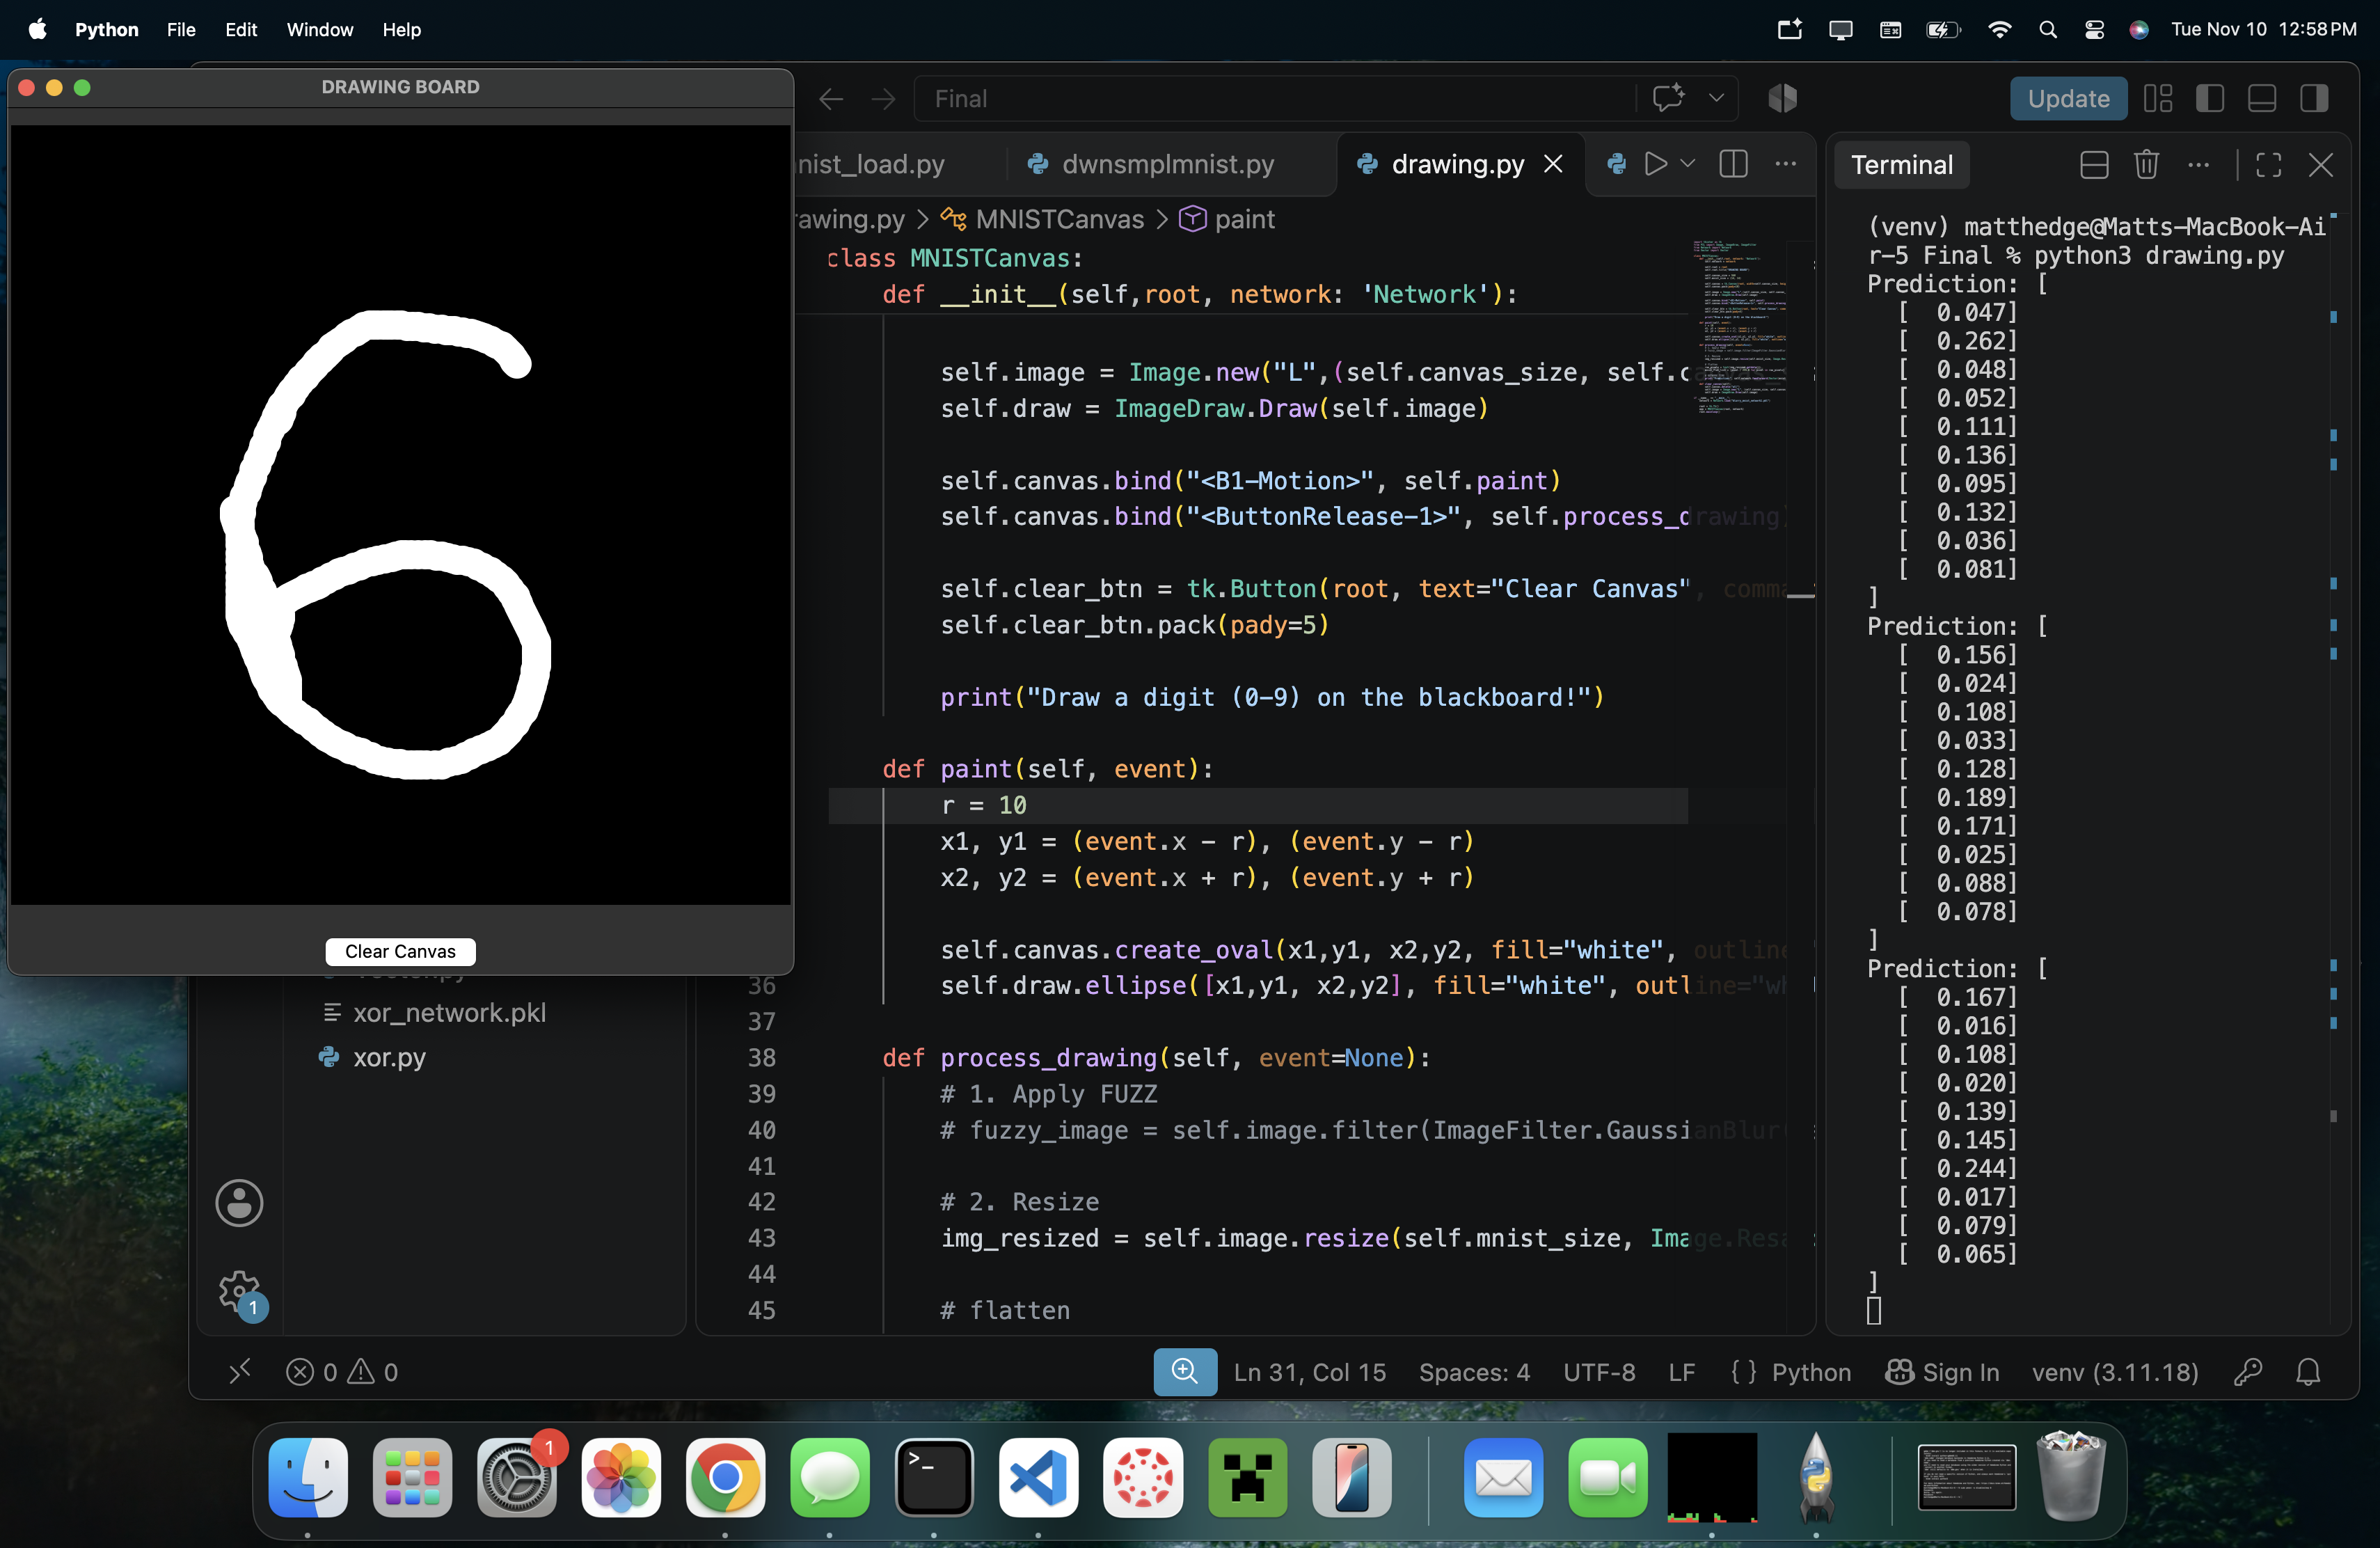 Python File Edit Window Help
Tue Nov 10 12:58 PM
DRAWING BOARD
6
Clear Canvas
Final
Update
nist_load.py
dwnsmplmnist.py
drawing.py
rawing.py > MNISTCanvas > paint
class MNISTCanvas:
def __init__(self,root, network: 'Network'):
self.image = Image.new("L",(self.canvas_size, self.c
self.draw = ImageDraw.Draw(self.image)
self.canvas.bind("<B1-Motion>", self.paint)
self.canvas.bind("<ButtonRelease-1>", self.process_drawing)
self.clear_btn = tk.Button(root, text="Clear Canvas", comma
self.clear_btn.pack(pady=5)
print("Draw a digit (0-9) on the blackboard!")
def paint(self, event):
r = 10
x1, y1 = (event.x - r), (event.y - r)
x2, y2 = (event.x + r), (event.y + r)
self.canvas.create_oval(x1,y1, x2,y2, fill="white", outline
36 self.draw.ellipse([x1,y1, x2,y2], fill="white", outline="wh
37
38 def process_drawing(self, event=None):
39 # 1. Apply FUZZ
40 # fuzzy_image = self.image.filter(ImageFilter.GaussianBlur(
41
42 # 2. Resize
43 img_resized = self.image.resize(self.mnist_size, Image.Resa
44
45 # flatten
xor_network.pkl
xor.py
1
Terminal
(venv) matthedge@Matts-MacBook-Ai
r-5 Final % python3 drawing.py
Prediction: [
[ 0.047]
[ 0.262]
[ 0.048]
[ 0.052]
[ 0.111]
[ 0.136]
[ 0.095]
[ 0.132]
[ 0.036]
[ 0.081]
]
Prediction: [
[ 0.156]
[ 0.024]
[ 0.108]
[ 0.033]
[ 0.128]
[ 0.189]
[ 0.171]
[ 0.025]
[ 0.088]
[ 0.078]
]
Prediction: [
[ 0.167]
[ 0.016]
[ 0.108]
[ 0.020]
[ 0.139]
[ 0.145]
[ 0.244]
[ 0.017]
[ 0.079]
[ 0.065]
]
0 0
Ln 31, Col 15 Spaces: 4 UTF-8 LF { } Python Sign In venv (3.11.18)
1
>_